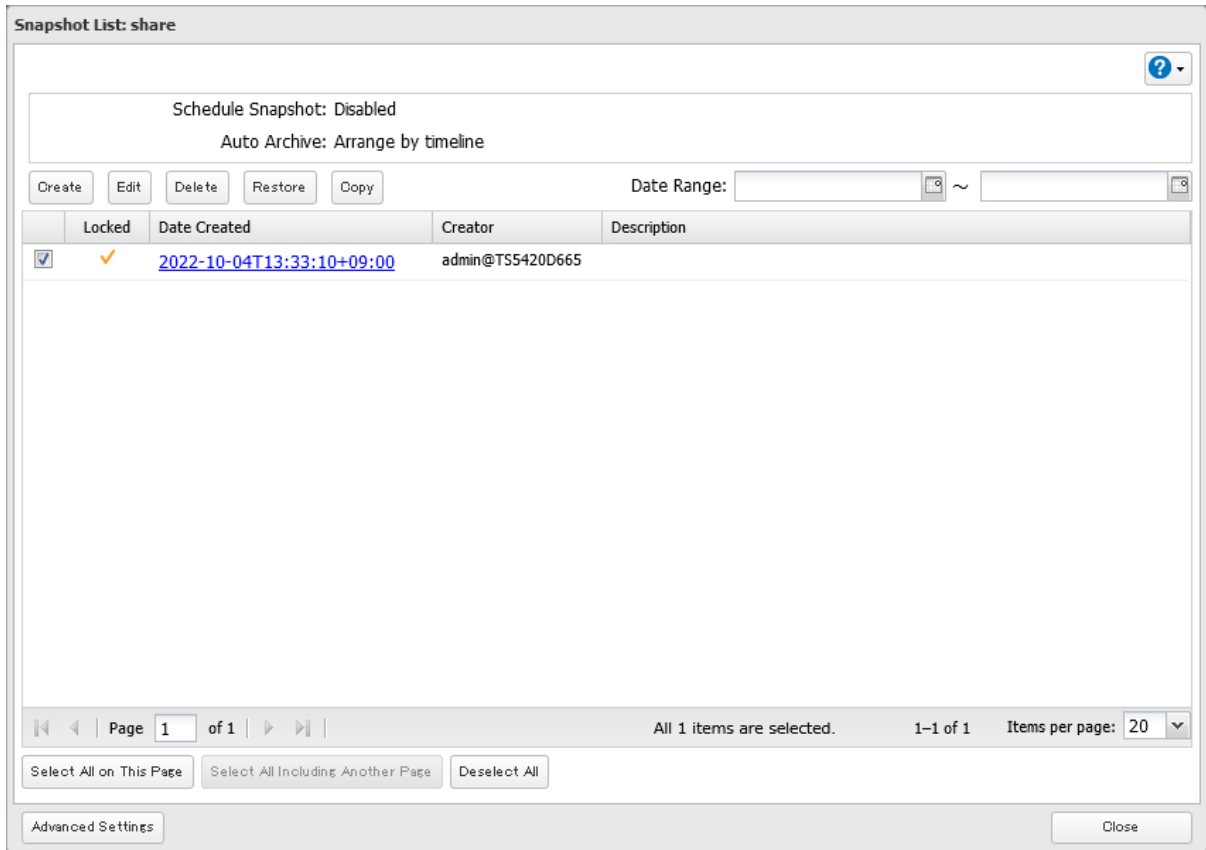 Snapshot List: share
Schedule Snapshot: Disabled
Auto Archive: Arrange by timeline
Create Edit Delete Restore Copy Date Range: ~
Locked Date Created Creator Description
2022-10-04T13:33:10+09:00 admin@TS5420D665
Page 1 of 1 All 1 items are selected. 1–1 of 1 Items per page: 20
Select All on This Page Select All Including Another Page Deselect All
Advanced Settings Close